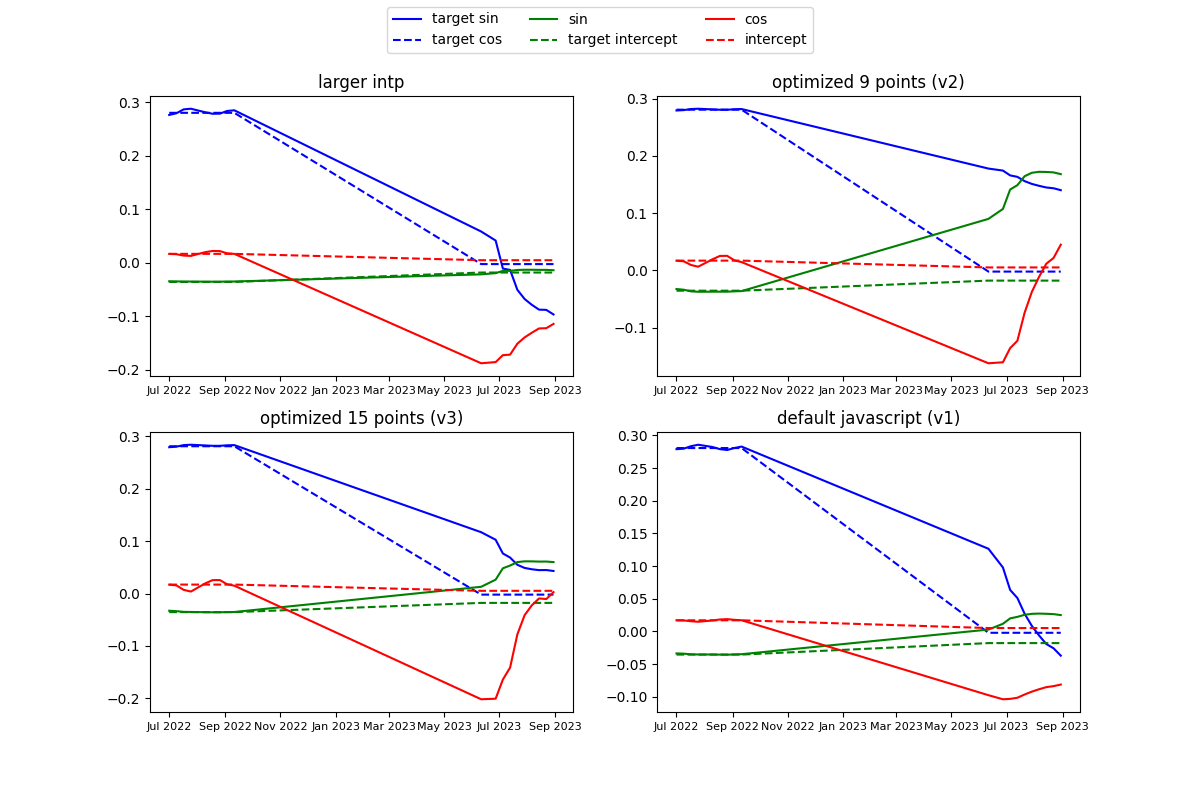 target sin sin cos
target cos target intercept intercept
larger intp
0.3
0.2
0.1
0.0
−0.1
−0.2
Jul 2022 Sep 2022 Nov 2022 Jan 2023 Mar 2023 May 2023 Jul 2023 Sep 2023
optimized 9 points (v2)
0.3
0.2
0.1
0.0
−0.1
Jul 2022 Sep 2022 Nov 2022 Jan 2023 Mar 2023 May 2023 Jul 2023 Sep 2023
optimized 15 points (v3)
0.3
0.2
0.1
0.0
−0.1
−0.2
Jul 2022 Sep 2022 Nov 2022 Jan 2023 Mar 2023 May 2023 Jul 2023 Sep 2023
default javascript (v1)
0.30
0.25
0.20
0.15
0.10
0.05
0.00
−0.05
−0.10
Jul 2022 Sep 2022 Nov 2022 Jan 2023 Mar 2023 May 2023 Jul 2023 Sep 2023